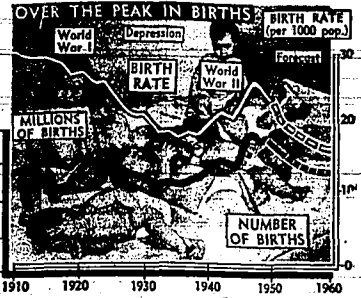 OVER THE PEAK IN BIRTHS
BIRTH RATE
(per 1000 pop.)
World
War I
Depression
Forecast
BIRTH
RATE
World
War II
MILLIONS
OF BIRTHS
NUMBER
OF BIRTHS
30
20
10
0
1910 1920 1930 1940 1950 1960